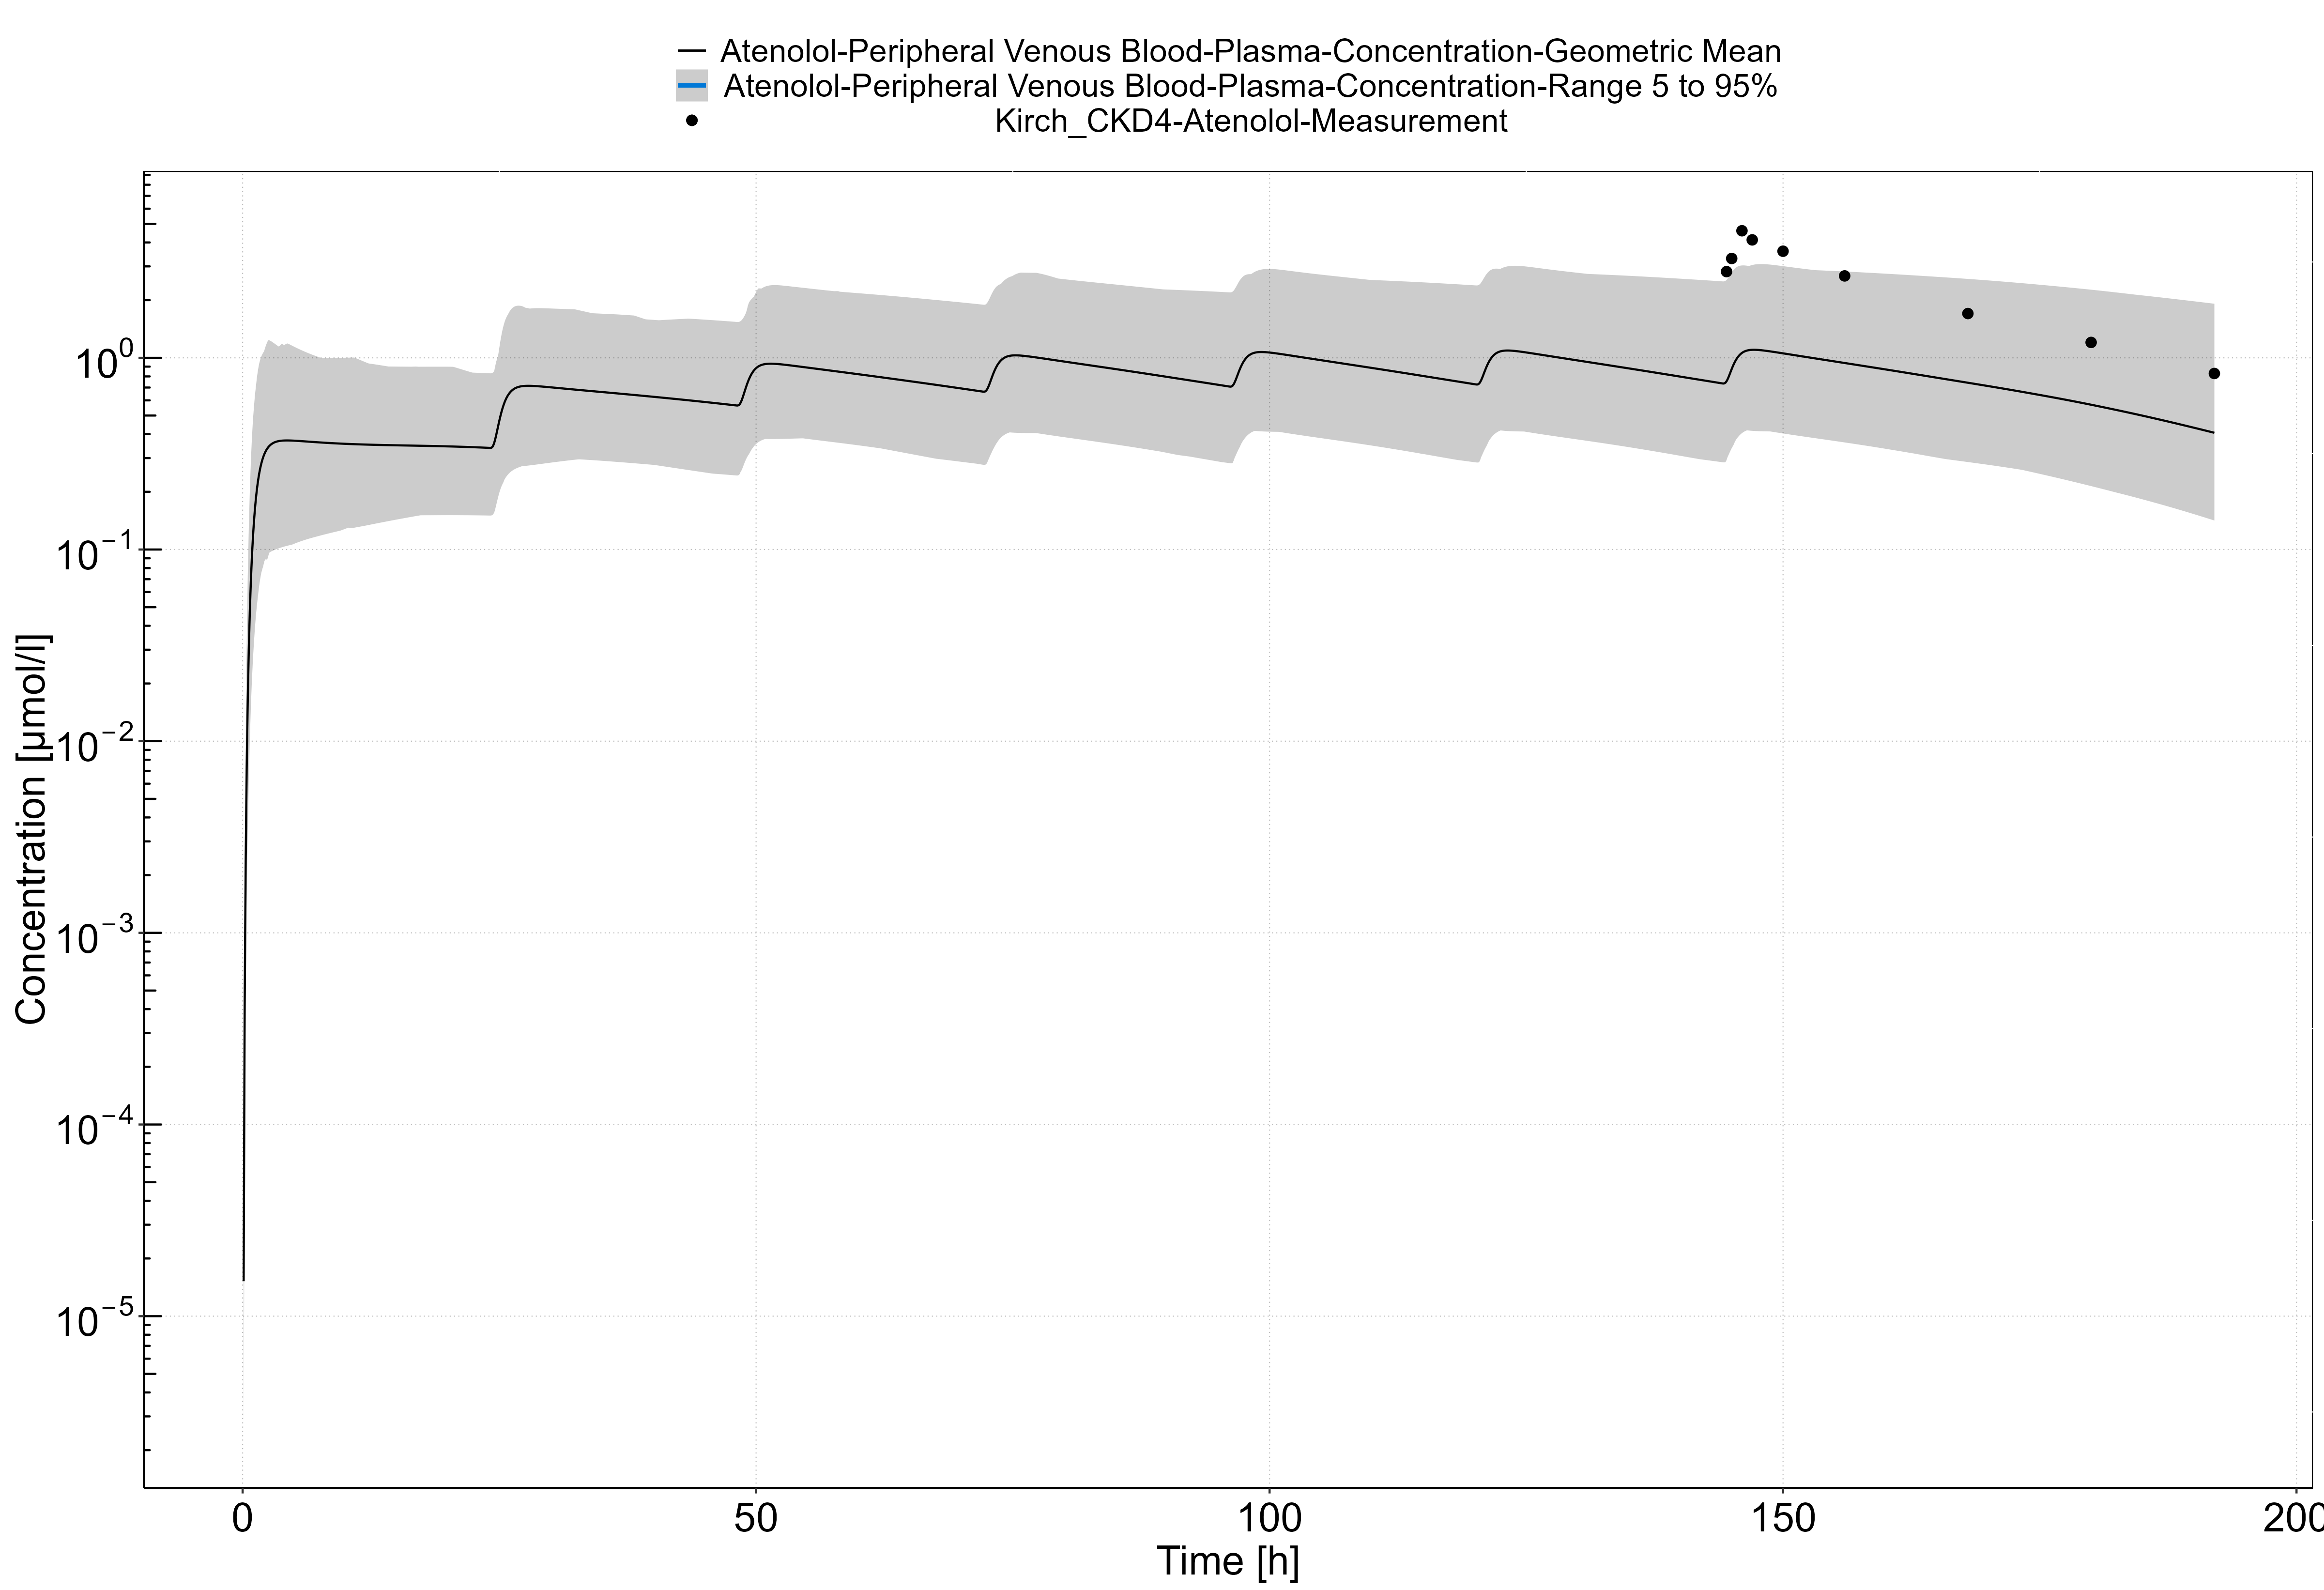 Atenolol-Peripheral Venous Blood-Plasma-Concentration-Geometric Mean
Atenolol-Peripheral Venous Blood-Plasma-Concentration-Range 5 to 95%
Kirch_CKD4-Atenolol-Measurement
Concentration [µmol/l]
10⁰
10⁻¹
10⁻²
10⁻³
10⁻⁴
10⁻⁵
0 50 100 150 200
Time [h]